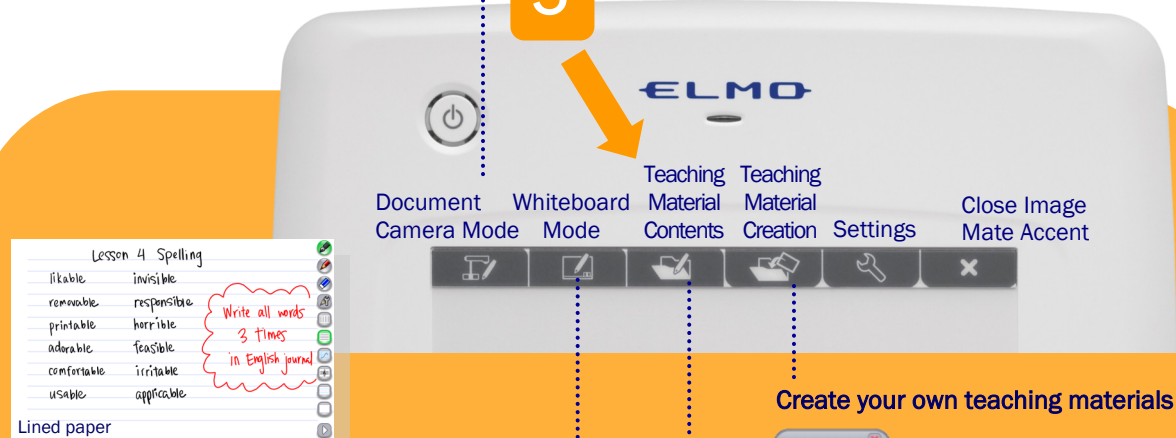 5
ELMO
Document Camera Mode
Whiteboard Mode
Teaching Material Contents
Teaching Material Creation
Settings
Close Image Mate Accent
Lesson 4 Spelling
likable invisible
removable responsible
printable horrible
adorable feasible
comfortable irritable
usable applicable
Write all words
3 times
in English journal
Lined paper
Create your own teaching materials